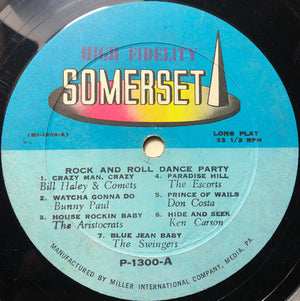 HIGH FIDELITY
SOMERSET
(MI-1300-A)
LONG PLAY
33 1/3 RPM
ROCK AND ROLL DANCE PARTY
1. CRAZY MAN, CRAZY
Bill Haley & Comets
2. WATCHA GONNA DO
Bunny Paul
3. HOUSE ROCKIN BABY
The Aristocrats
4. PARADISE HILL
The Escorts
5. PRINCE OF WAILS
Don Costa
6. HIDE AND SEEK
Ken Carson
7. BLUE JEAN BABY
The Swingers
P-1300-A
MANUFACTURED BY MILLER INTERNATIONAL COMPANY, MEDIA, PA.